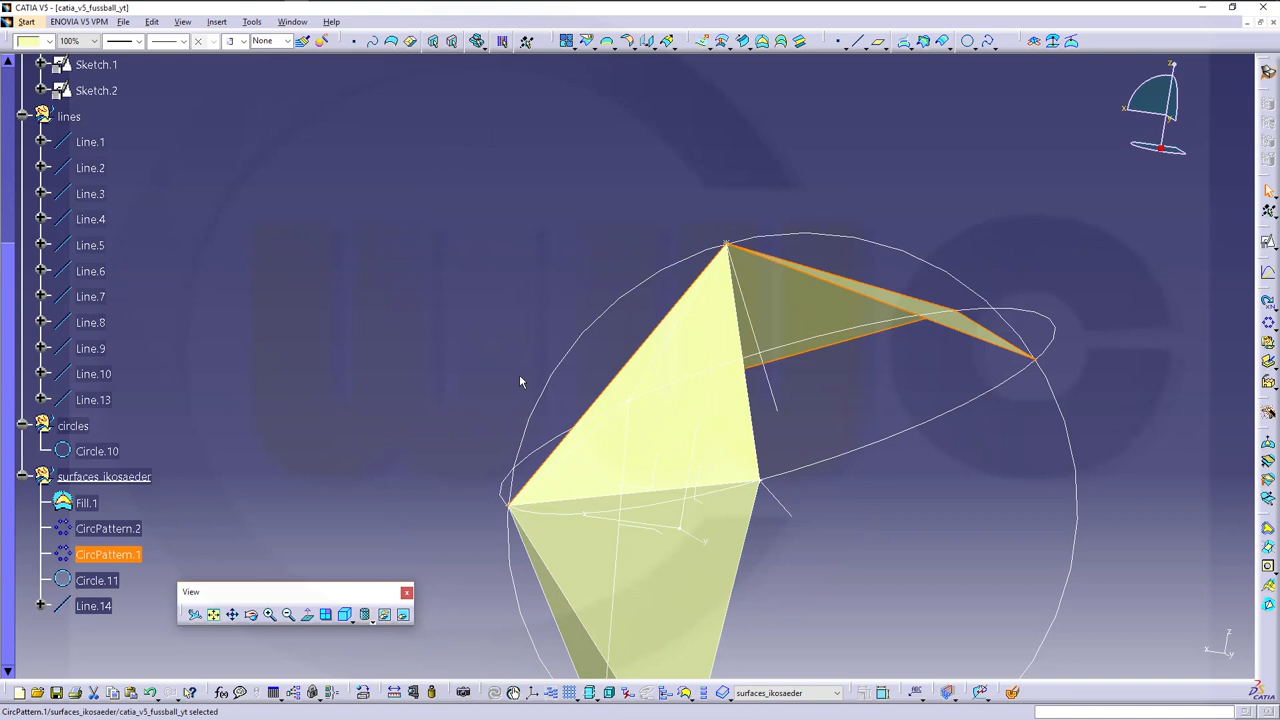 CATIA V5 - [catia_v5_fussball_yt]
Start
ENOVIA V5 VPM
File
Edit
View
Insert
Tools
Window
Help
100%
None
Sketch.1
Sketch.2
lines
Line.1
Line.2
Line.3
Line.4
Line.5
Line.6
Line.7
Line.8
Line.9
Line.10
Line.13
circles
Circle.10
surfaces_ikosaeder
Fill.1
CircPattern.2
CircPattern.1
Circle.11
Line.14
View
z
x
z
x
y
x
y
surfaces_ikosaeder
CircPattern.1/surfaces_ikosaeder/catia_v5_fussball_yt selected
CATIA